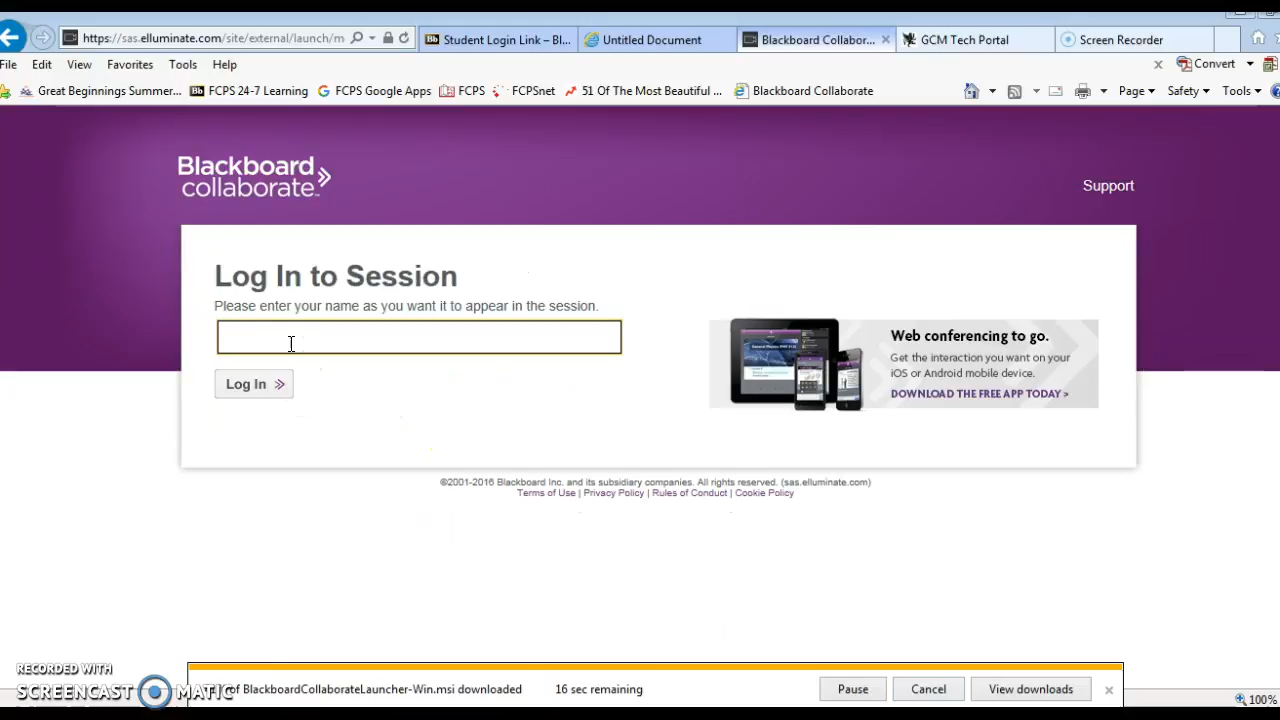 https://sas.elluminate.com/site/external/launch/m
Student Login Link – Bl...
Untitled Document
Blackboard Collabor...
GCM Tech Portal
Screen Recorder
File Edit View Favorites Tools Help
Convert
Great Beginnings Summer...
FCPS 24-7 Learning
FCPS Google Apps
FCPS
FCPSnet
51 Of The Most Beautiful ...
Blackboard Collaborate
Page
Safety
Tools
Blackboard
collaborate™
Support
Log In to Session
Please enter your name as you want it to appear in the session.
Log In
Web conferencing to go.
Get the interaction you want on your
iOS or Android mobile device.
DOWNLOAD THE FREE APP TODAY >
©2001-2016 Blackboard Inc. and its subsidiary companies. All rights reserved. (sas.elluminate.com)
Terms of Use | Privacy Policy | Rules of Conduct | Cookie Policy
of BlackboardCollaborateLauncher-Win.msi downloaded
16 sec remaining
Pause
Cancel
View downloads
RECORDED WITH
SCREENCAST MATIC
100%